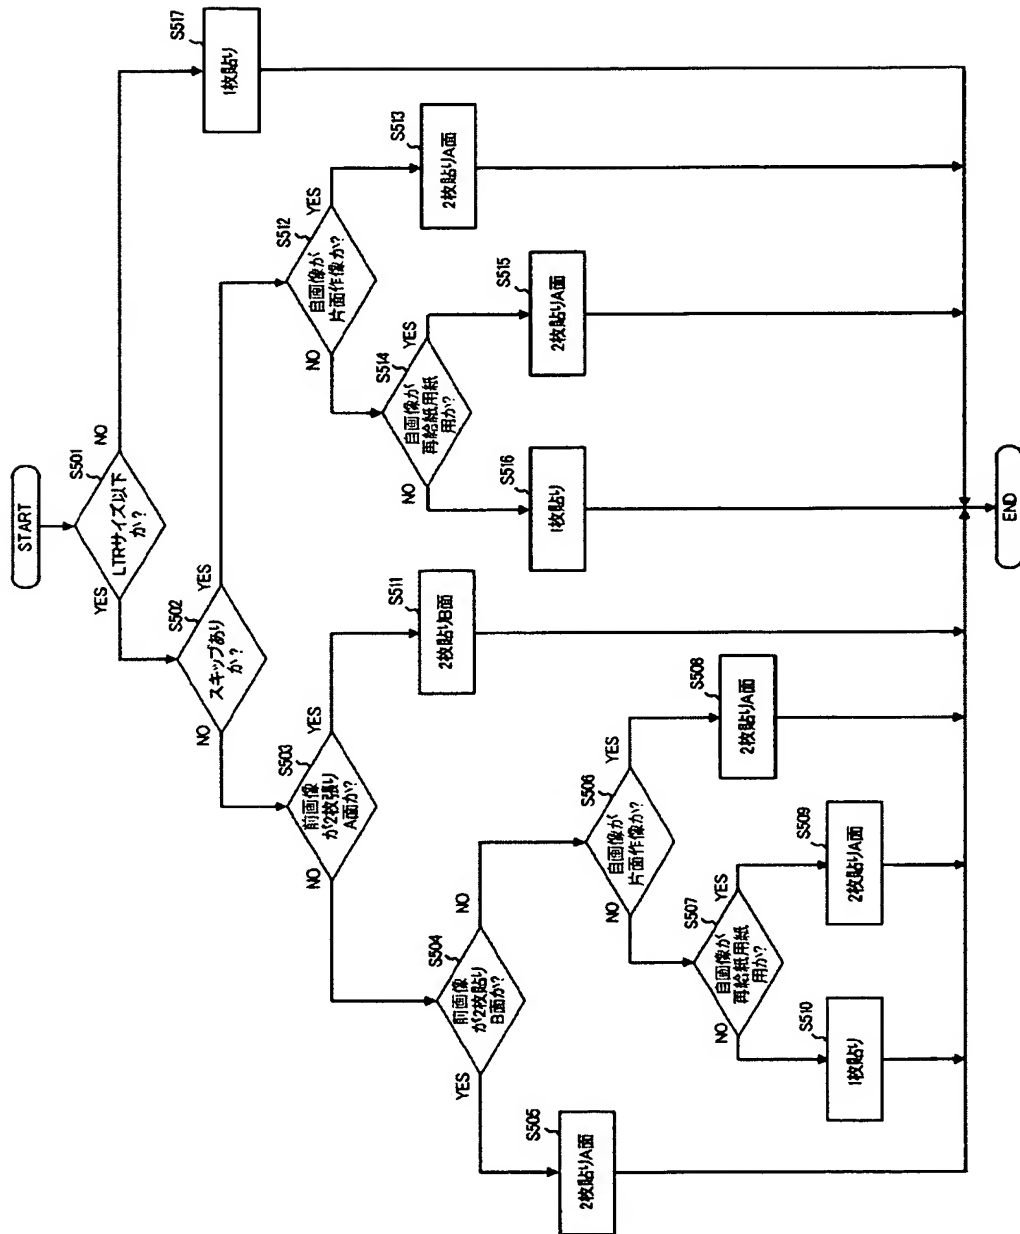 START
S501
LTRサイズ以下
か?
YES
NO
S517
1枚貼り
S502
スキップあり
か?
NO
YES
S503
前画像
が2枚張り
A面か?
NO
YES
S512
自画像が
片面作像か?
NO
YES
S513
2枚貼りA面
S514
自画像が
再給紙用紙
用か?
NO
YES
S515
2枚貼りA面
S516
1枚貼り
S511
2枚貼りB面
S504
前画像
が2枚貼り
B面か?
YES
NO
S506
自画像が
片面作像か?
NO
YES
S508
2枚貼りA面
S507
自画像が
再給紙用紙
用か?
NO
YES
S509
2枚貼りA面
S510
1枚貼り
S505
2枚貼りA面
END